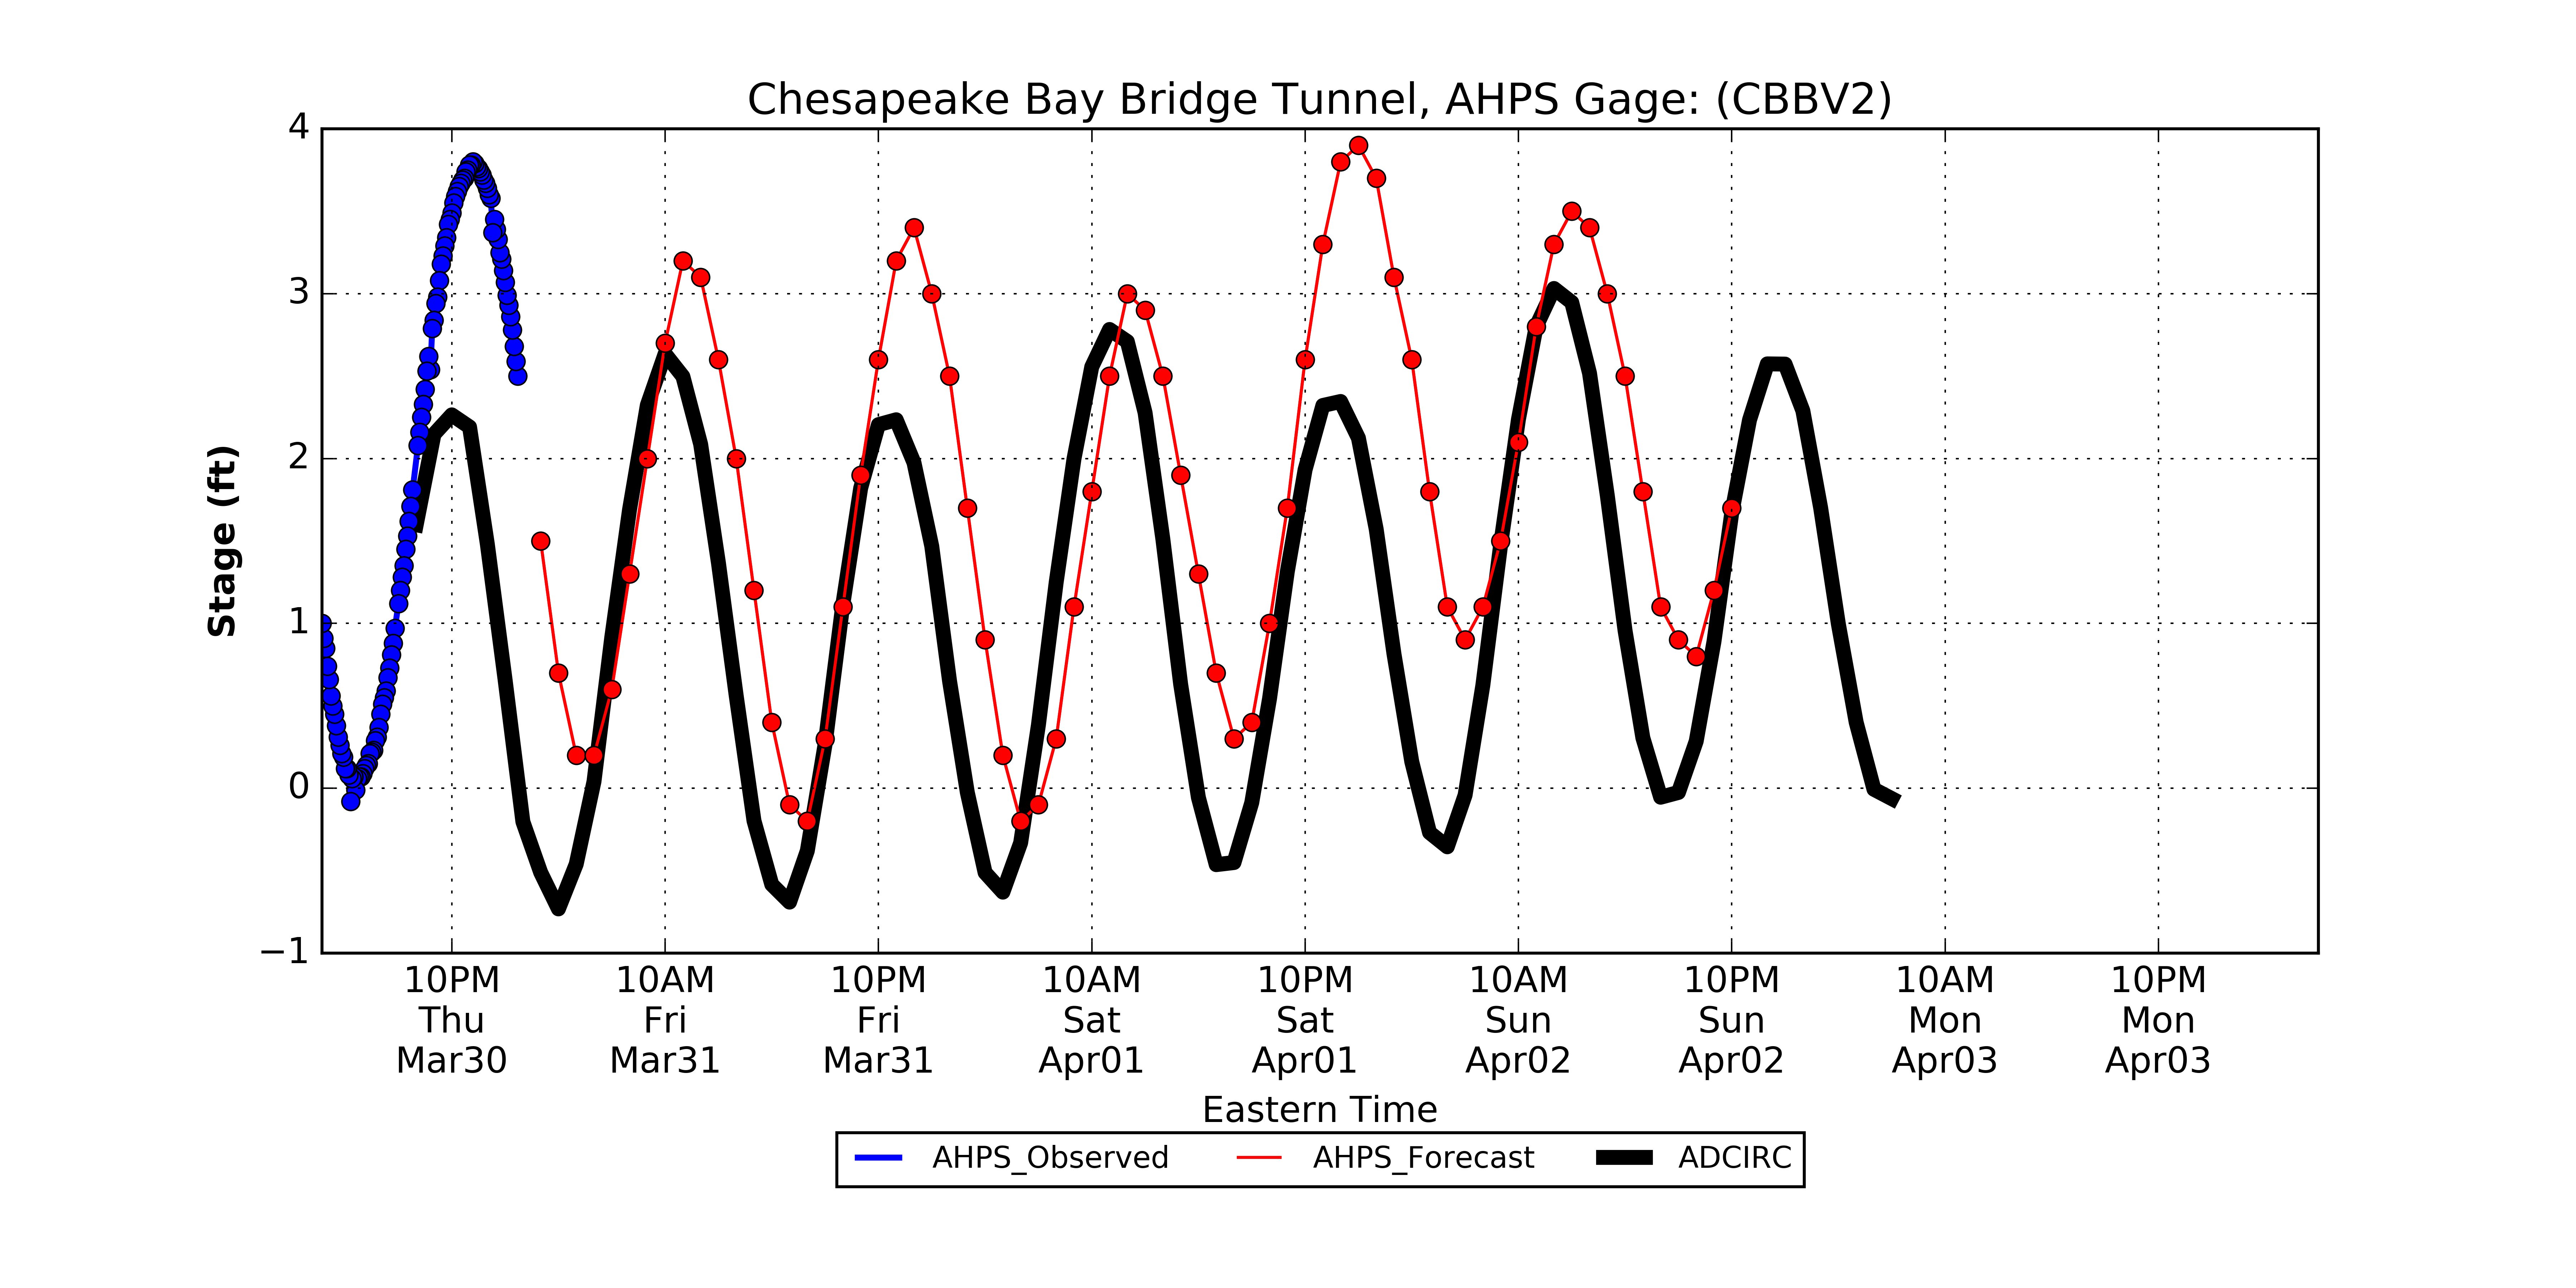 Chesapeake Bay Bridge Tunnel, AHPS Gage: (CBBV2)
4
3
2
1
0
−1
Stage (ft)
10PM 10AM 10PM 10AM 10PM 10AM 10PM 10AM 10PM
Thu Fri Fri Sat Sat Sun Sun Mon Mon
Mar30 Mar31 Mar31 Apr01 Apr01 Apr02 Apr02 Apr03 Apr03
Eastern Time
AHPS_Observed AHPS_Forecast ADCIRC